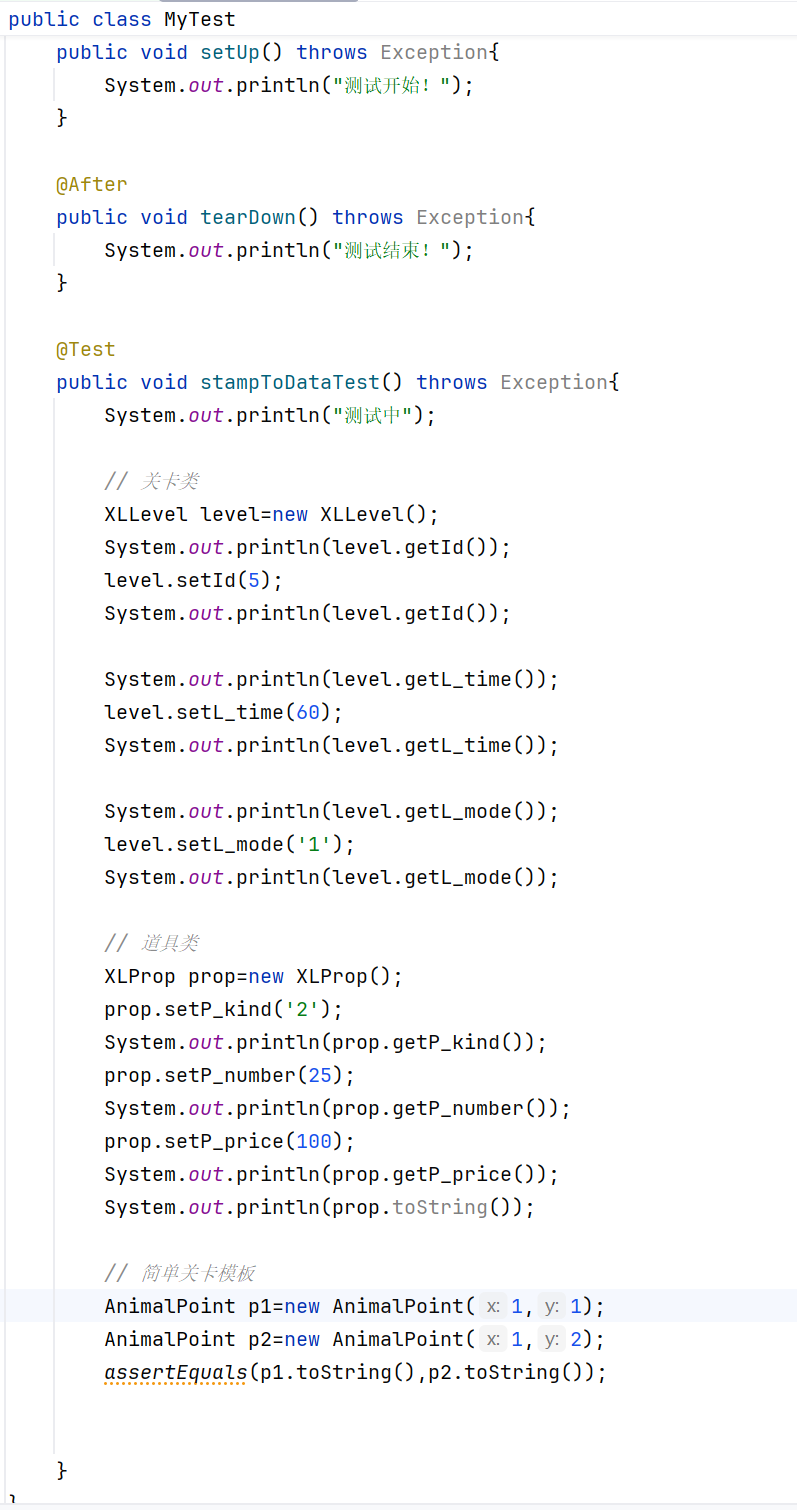 public class MyTest
public void setUp() throws Exception{
System.out.println("测试开始！");
}
@After
public void tearDown() throws Exception{
System.out.println("测试结束！");
}
@Test
public void stampToDataTest() throws Exception{
System.out.println("测试中");
// 关卡类
XLLevel level=new XLLevel();
System.out.println(level.getId());
level.setId(5);
System.out.println(level.getId());
System.out.println(level.getL_time());
level.setL_time(60);
System.out.println(level.getL_time());
System.out.println(level.getL_mode());
level.setL_mode('1');
System.out.println(level.getL_mode());
// 道具类
XLProp prop=new XLProp();
prop.setP_kind('2');
System.out.println(prop.getP_kind());
prop.setP_number(25);
System.out.println(prop.getP_number());
prop.setP_price(100);
System.out.println(prop.getP_price());
System.out.println(prop.toString());
// 简单关卡模板
AnimalPoint p1=new AnimalPoint( x: 1, y: 1);
AnimalPoint p2=new AnimalPoint( x: 1, y: 2);
assertEquals(p1.toString(),p2.toString());
}
}